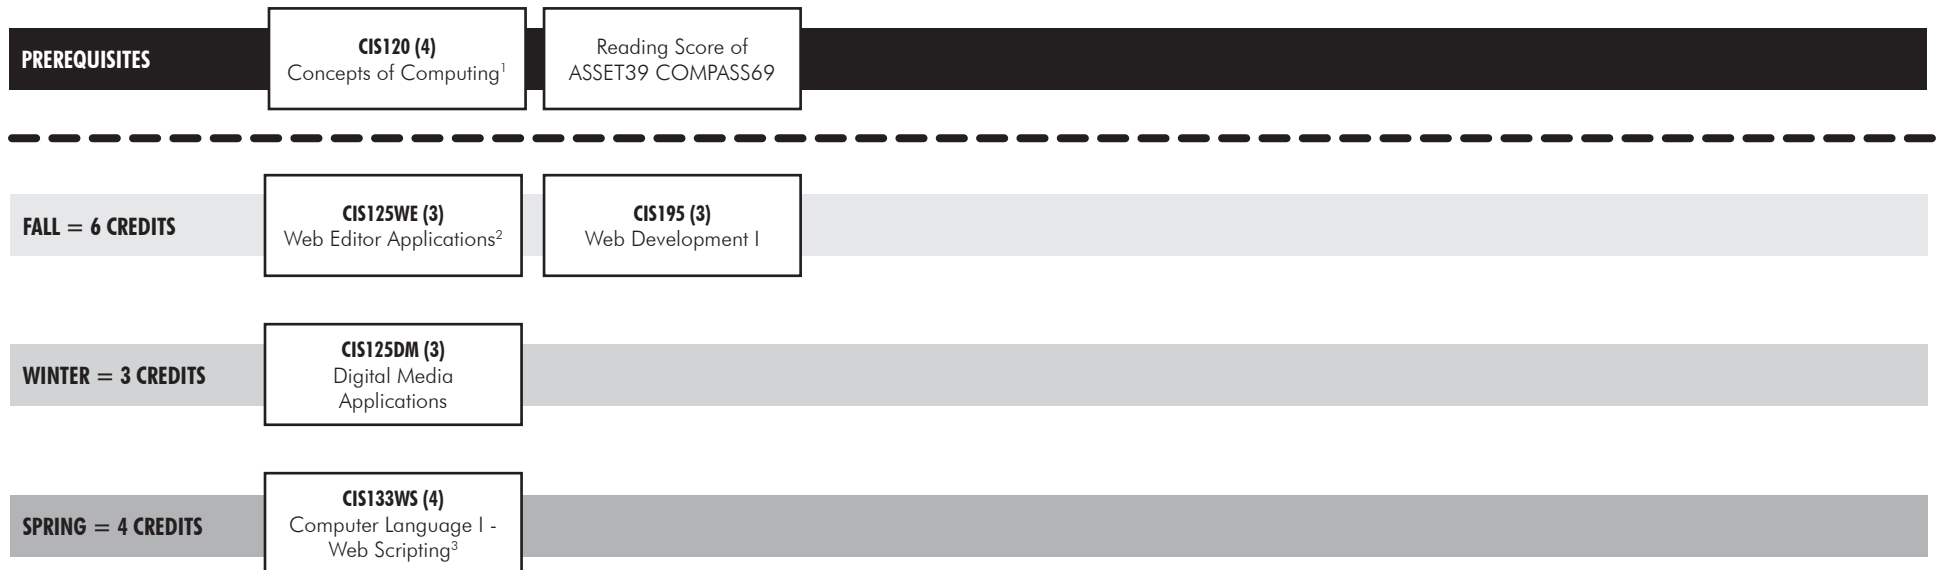 PREREQUISITES
CIS120 (4)
Concepts of Computing¹
Reading Score of
ASSET39 COMPASS69
FALL = 6 CREDITS
CIS125WE (3)
Web Editor Applications²
CIS195 (3)
Web Development I
WINTER = 3 CREDITS
CIS125DM (3)
Digital Media
Applications
SPRING = 4 CREDITS
CIS133WS (4)
Computer Language I -
Web Scripting³